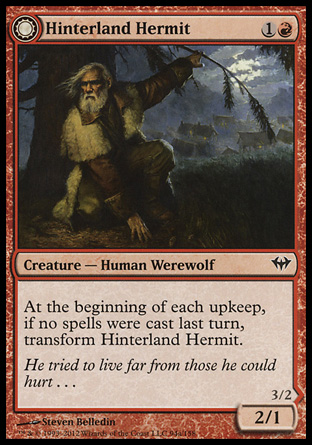 Hinterland Hermit 1
Creature — Human Werewolf
At the beginning of each upkeep,
if no spells were cast last turn,
transform Hinterland Hermit.
He tried to live far from those he could
hurt . . .
3/2
Steven Belledin
2/1